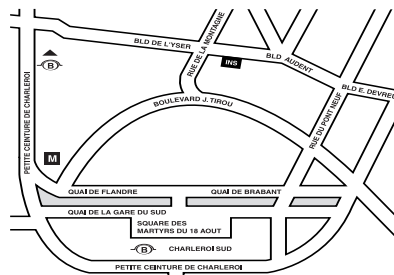 BLD DE L'YSER
RUE DE LA MONTAGNE
INS
BLD AUDENT
BLD E. DEVREU
B
PETITE CEINTURE DE CHARLEROI
BOULEVARD J. TIROU
RUE DU PONT NEUF
M
QUAI DE FLANDRE
QUAI DE BRABANT
QUAI DE LA GARE DU SUD
SQUARE DES
MARTYRS DU 18 AOUT
B
CHARLEROI SUD
PETITE CEINTURE DE CHARLEROI